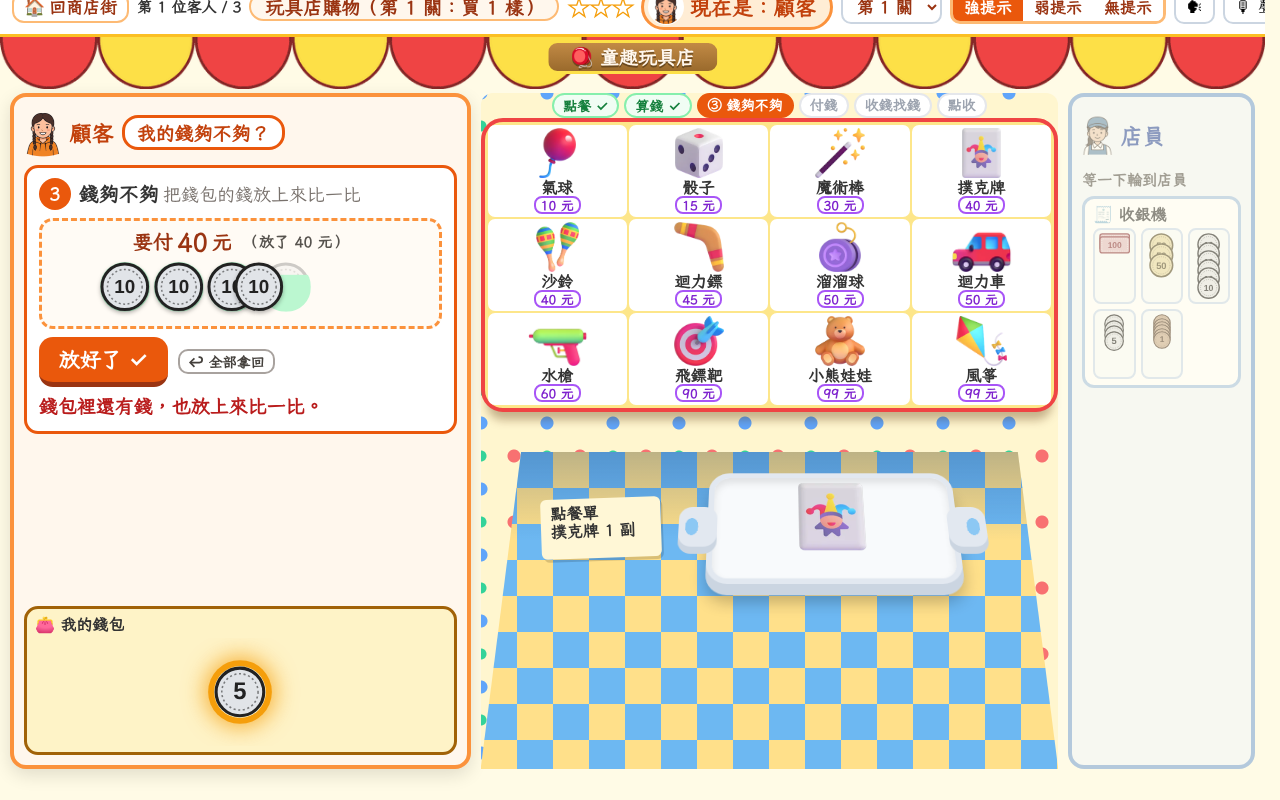 回商店街
第 1 位客人 / 3
玩具店購物（第 1 關：買 1 樣）
現在是：顧客
第 1 關
強提示
弱提示
無提示
童趣玩具店
顧客
我的錢夠不夠？
3 錢夠不夠 把錢包的錢放上來比一比
要付 40 元 （放了 40 元）
10 10 10 10
放好了 ✓
↩ 全部拿回
錢包裡還有錢，也放上來比一比。
我的錢包
5
點餐 ✓
算錢 ✓
③ 錢夠不夠
付錢
收錢找錢
點收
氣球
10 元
骰子
15 元
魔術棒
30 元
撲克牌
40 元
沙鈴
40 元
迴力鏢
45 元
溜溜球
50 元
迴力車
50 元
水槍
60 元
飛鏢靶
90 元
小熊娃娃
99 元
風箏
99 元
點餐單
撲克牌 1 副
店員
等一下輪到店員
收銀機
100
50
10
5
1